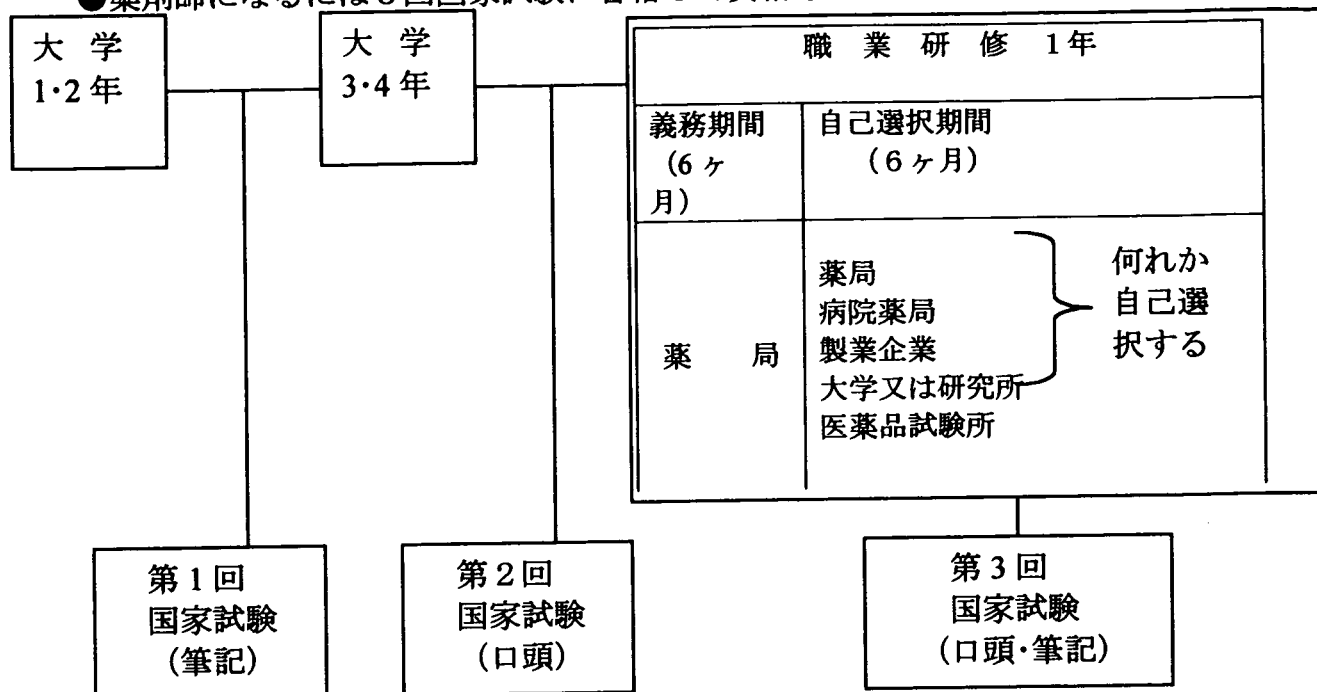 大 学
1・2年
大 学
3・4年
職 業 研 修 1年
義務期間
(6ヶ
月)
自己選択期間
(6ヶ月)
薬 局
薬局
病院薬局
製業企業
大学又は研究所
医薬品試験所
何れか
自己選
択する
第1回
国家試験
(筆記)
第2回
国家試験
(口頭)
第3回
国家試験
(口頭・筆記)